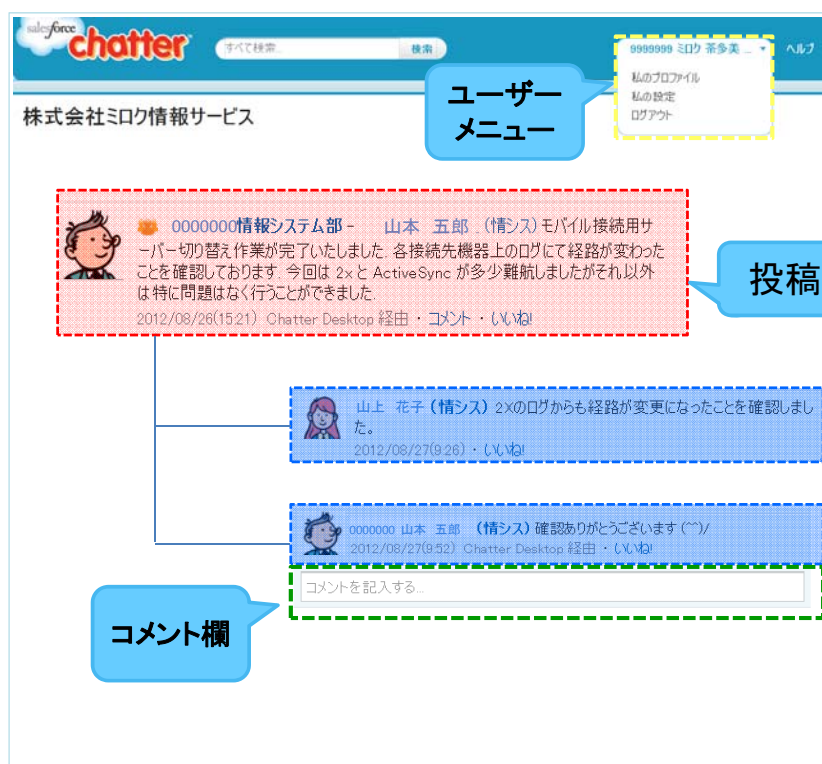 salesforce
chatter
すべて検索...
検索
9999999 ミロク 茶多美 ...
ヘルプ
私のプロファイル
私の設定
ログアウト
ユーザー
メニュー
株式会社ミロク情報サービス
0000000情報システム部 - 山本 五郎 (情シス) モバイル接続用サ
ーバー切り替え作業が完了いたしました. 各接続先機器上のログにて経路が変わった
ことを確認しております. 今回は 2xと ActiveSync が多少難航しましたがそれ以外
は特に問題はなく行うことができました.
2012/08/26(15:21) Chatter Desktop 経由 · コメント · いいね!
投稿
山上 花子 (情シス) 2Xのログからも経路が変更になったことを確認しまし
た。
2012/08/27(9:26) · いいね!
0000000 山本 五郎 (情シス) 確認ありがとうございます (^^)/
2012/08/27(9:52) Chatter Desktop 経由 · いいね!
コメントを記入する...
コメント欄